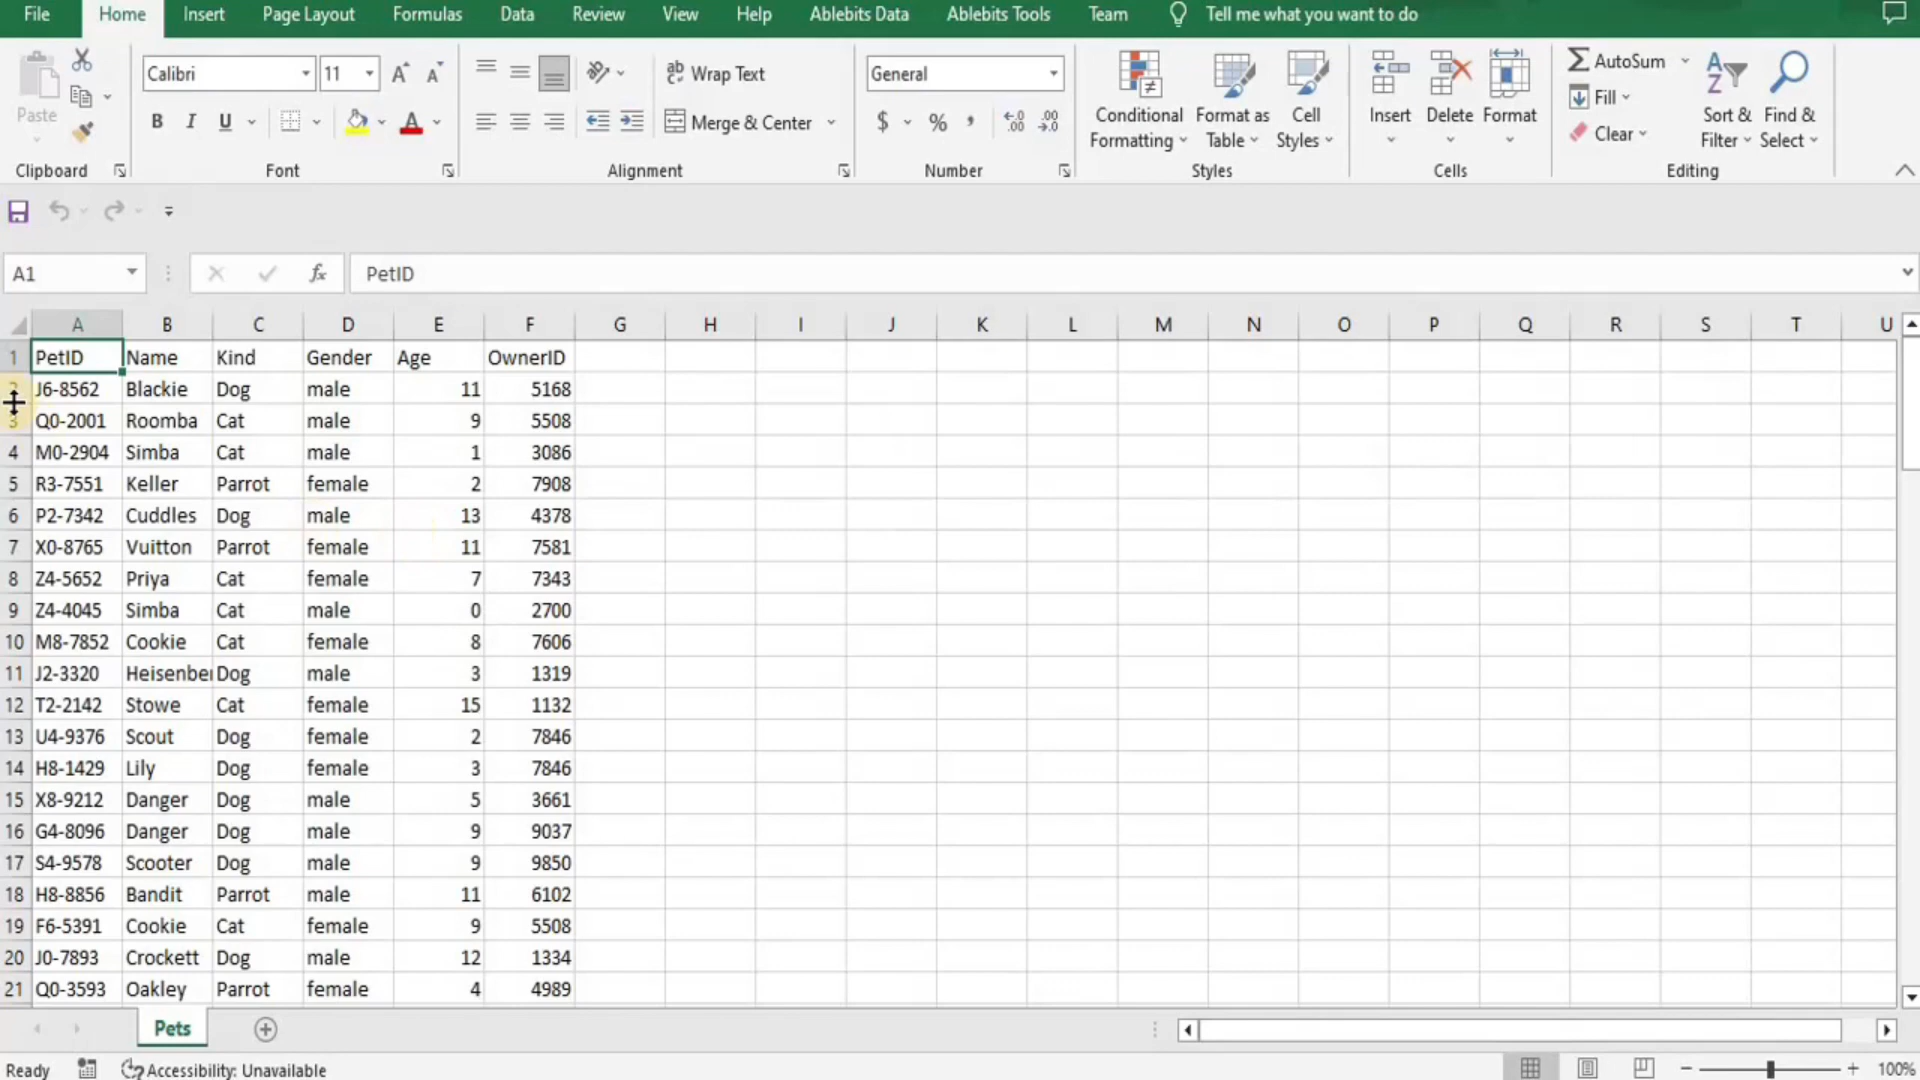 File Home Insert Page Layout Formulas Data Review View Help Ablebits Data Ablebits Tools Team Tell me what you want to do
Paste
Calibri 11
Wrap Text
General
Conditional Formatting
Format as Table
Cell Styles
Insert Delete Format
AutoSum
Fill
Clear
Sort & Filter
Find & Select
B I U
Merge & Center
$ % ,
Clipboard Font Alignment Number Styles Cells Editing
A1 fx PetID
A B C D E F G H I J K L M N O P Q R S T U
1 PetID Name Kind Gender Age OwnerID
2 J6-8562 Blackie Dog male 11 5168
3 Q0-2001 Roomba Cat male 9 5508
4 M0-2904 Simba Cat male 1 3086
5 R3-7551 Keller Parrot female 2 7908
6 P2-7342 Cuddles Dog male 13 4378
7 X0-8765 Vuitton Parrot female 11 7581
8 Z4-5652 Priya Cat female 7 7343
9 Z4-4045 Simba Cat male 0 2700
10 M8-7852 Cookie Cat female 8 7606
11 J2-3320 Heisenber Dog male 3 1319
12 T2-2142 Stowe Cat female 15 1132
13 U4-9376 Scout Dog female 2 7846
14 H8-1429 Lily Dog female 3 7846
15 X8-9212 Danger Dog male 5 3661
16 G4-8096 Danger Dog male 9 9037
17 S4-9578 Scooter Dog male 9 9850
18 H8-8856 Bandit Parrot male 11 6102
19 F6-5391 Cookie Cat female 9 5508
20 J0-7893 Crockett Dog male 12 1334
21 Q0-3593 Oakley Parrot female 4 4989
Pets
Ready Accessibility: Unavailable 100%